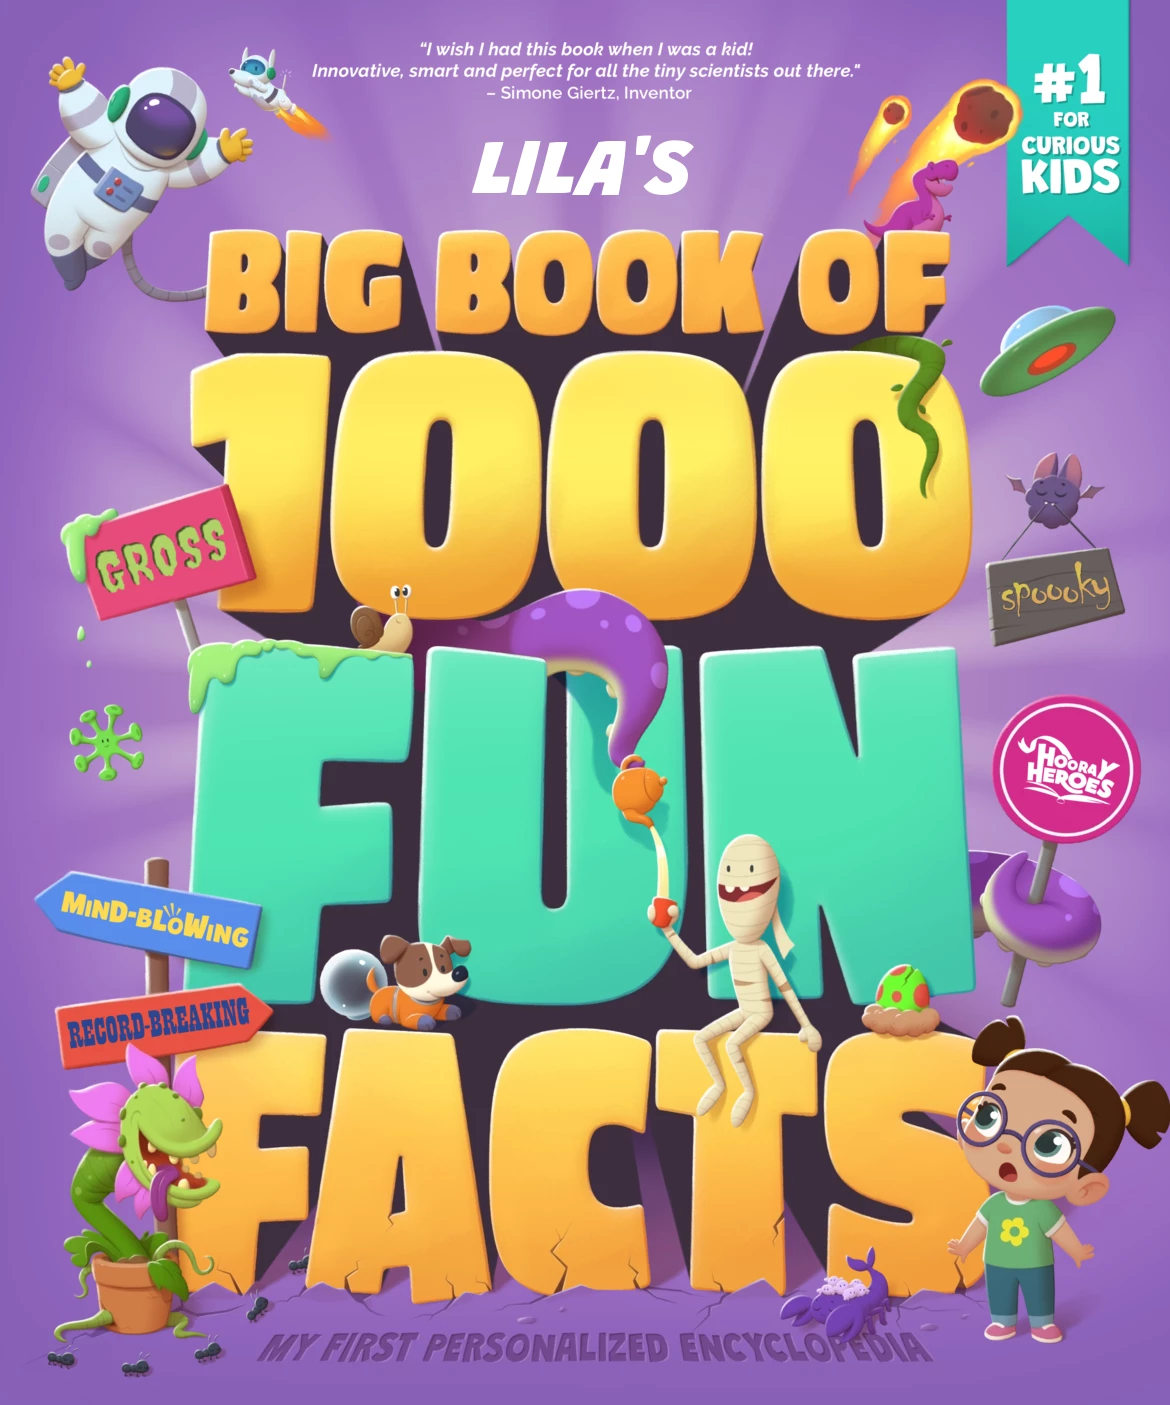 "I wish I had this book when I was a kid!
Innovative, smart and perfect for all the tiny scientists out there."
– Simone Giertz, Inventor
#1
FOR
CURIOUS
KIDS
LILA'S
BIG BOOK OF
1000
GROSS
spoooky
FUN
HOORAY
HEROES
MIND-BLOWING
RECORD-BREAKING
FACTS
MY FIRST PERSONALIZED ENCYCLOPEDIA